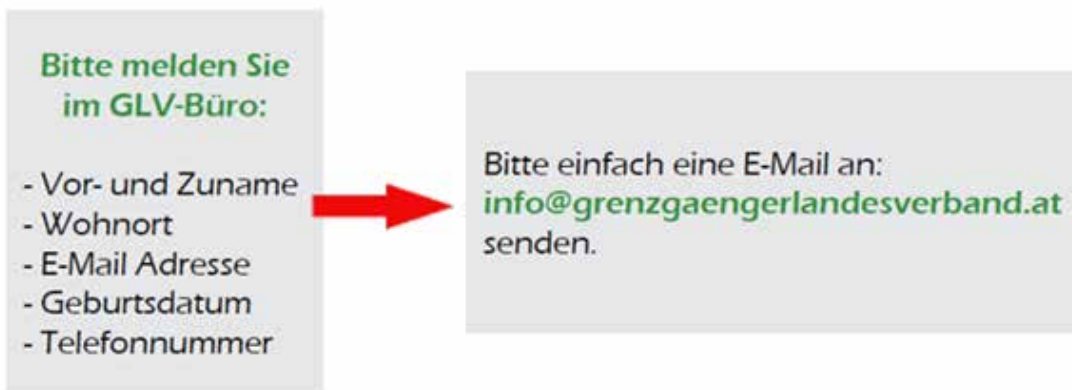 Bitte melden Sie
im GLV-Büro:
- Vor- und Zuname
- Wohnort
- E-Mail Adresse
- Geburtsdatum
- Telefonnummer
Bitte einfach eine E-Mail an:
info@grenzgaengerlandesverband.at
senden.